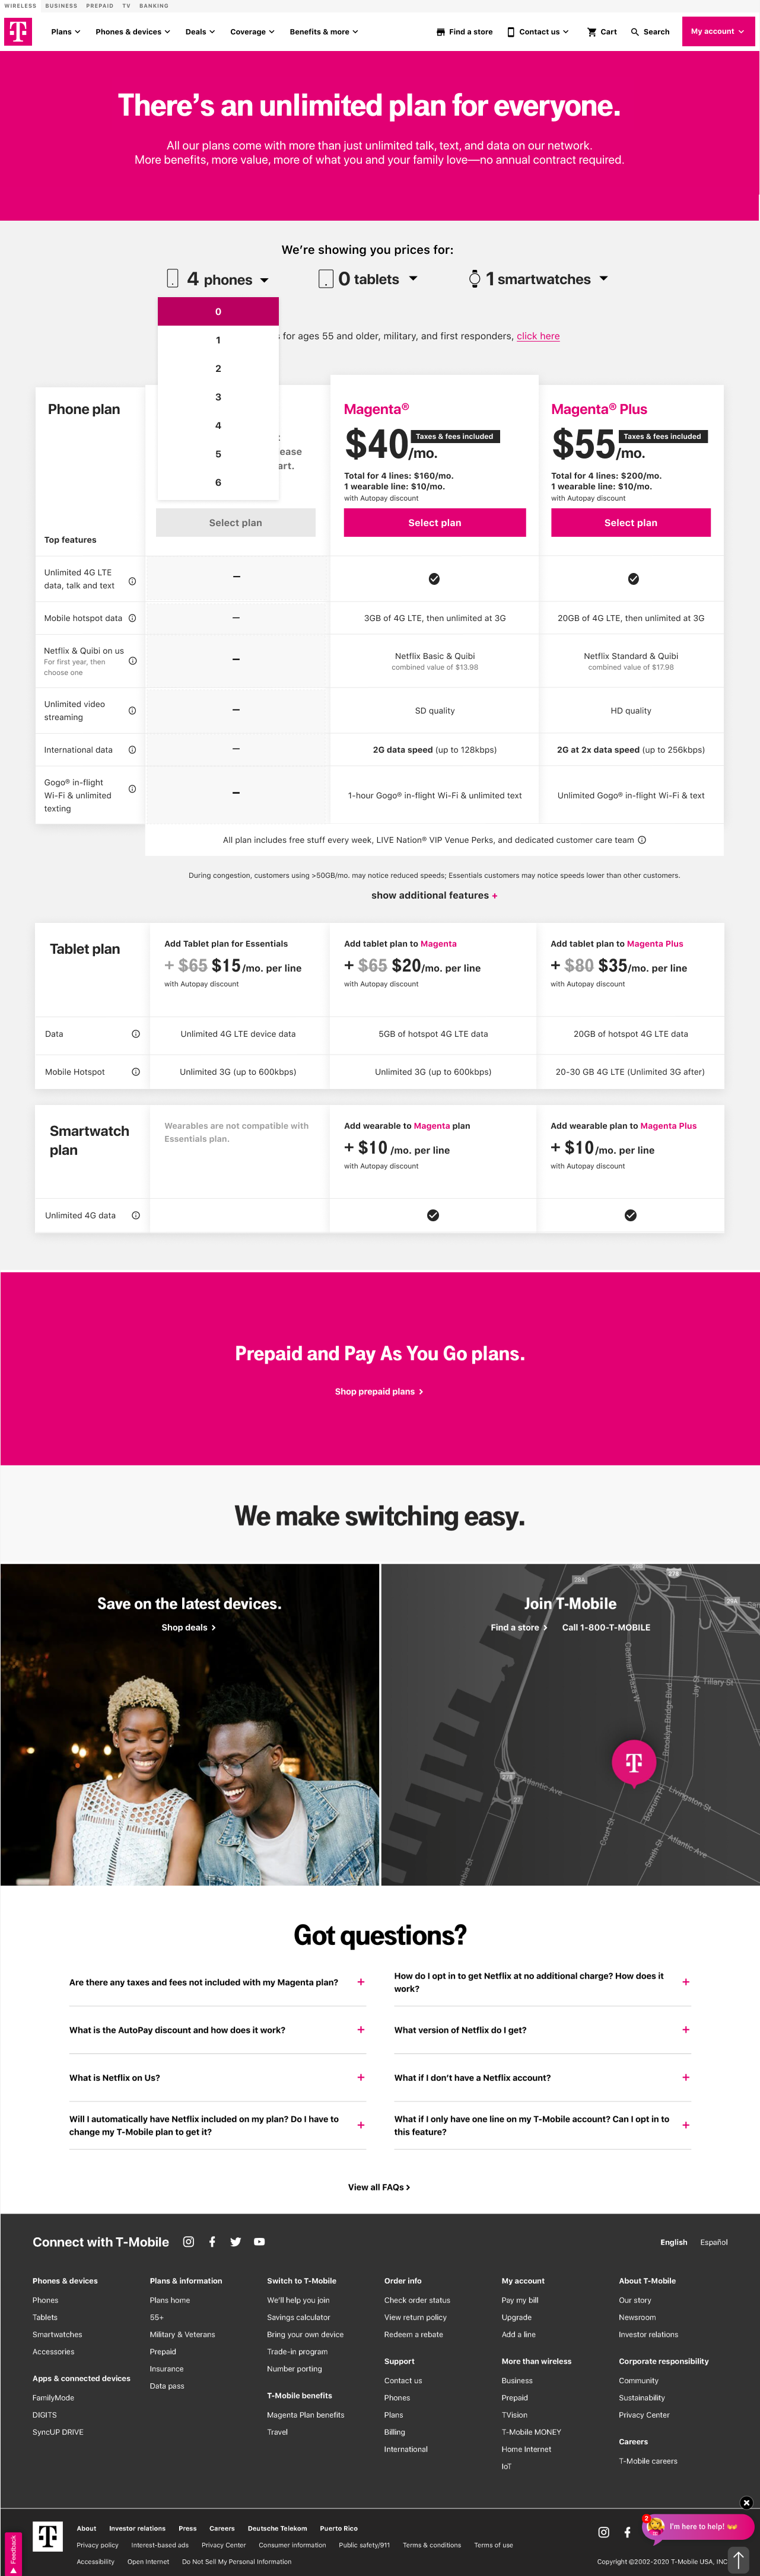 WIRELESS BUSINESS PREPAID TV BANKING
Plans Phones & devices Deals Coverage Benefits & more Find a store Contact us Cart Search My account
There's an unlimited plan for everyone.
All our plans come with more than just unlimited talk, text, and data on our network.
More benefits, more value, more of what you and your family love—no annual contract required.
We're showing you prices for:
4 phones 0 tablets 1 smartwatches
0
1
2
3
4
5
6
for ages 55 and older, military, and first responders, click here
Phone plan
ease
art.
Select plan
Magenta®
$40/mo. Taxes & fees included
Total for 4 lines: $160/mo.
1 wearable line: $10/mo.
with Autopay discount
Select plan
Magenta® Plus
$55/mo. Taxes & fees included
Total for 4 lines: $200/mo.
1 wearable line: $10/mo.
with Autopay discount
Select plan
Top features
Unlimited 4G LTE
data, talk and text
–
Mobile hotspot data – 3GB of 4G LTE, then unlimited at 3G 20GB of 4G LTE, then unlimited at 3G
Netflix & Quibi on us
For first year, then
choose one
–
Netflix Basic & Quibi
combined value of $13.98
Netflix Standard & Quibi
combined value of $17.98
Unlimited video
streaming
– SD quality HD quality
International data – 2G data speed (up to 128kbps) 2G at 2x data speed (up to 256kbps)
Gogo® in-flight
Wi-Fi & unlimited
texting
– 1-hour Gogo® in-flight Wi-Fi & unlimited text Unlimited Gogo® in-flight Wi-Fi & text
All plan includes free stuff every week, LIVE Nation® VIP Venue Perks, and dedicated customer care team
During congestion, customers using >50GB/mo. may notice reduced speeds; Essentials customers may notice speeds lower than other customers.
show additional features +
Tablet plan
Add Tablet plan for Essentials
+ $65 $15/mo. per line
with Autopay discount
Add tablet plan to Magenta
+ $65 $20/mo. per line
with Autopay discount
Add tablet plan to Magenta Plus
+ $80 $35/mo. per line
with Autopay discount
Data Unlimited 4G LTE device data 5GB of hotspot 4G LTE data 20GB of hotspot 4G LTE data
Mobile Hotspot Unlimited 3G (up to 600kbps) Unlimited 3G (up to 600kbps) 20-30 GB 4G LTE (Unlimited 3G after)
Smartwatch
plan
Wearables are not compatible with
Essentials plan.
Add wearable to Magenta plan
+ $10 /mo. per line
with Autopay discount
Add wearable plan to Magenta Plus
+ $10/mo. per line
with Autopay discount
Unlimited 4G data
Prepaid and Pay As You Go plans.
Shop prepaid plans
We make switching easy.
Save on the latest devices.
Shop deals
Join T-Mobile
Find a store Call 1-800-T-MOBILE
28A
278
29A
Cadman Plaza W
Tillary St
Jay St
Brooklyn Bridge Blvd
278
27
Atlantic Ave
Livingston St
Boerum Pl
Court St
Smith St
Atlantic Ave
Got questions?
Are there any taxes and fees not included with my Magenta plan? +
How do I opt in to get Netflix at no additional charge? How does it
work? +
What is the AutoPay discount and how does it work? +
What version of Netflix do I get? +
What is Netflix on Us? +
What if I don't have a Netflix account? +
Will I automatically have Netflix included on my plan? Do I have to
change my T-Mobile plan to get it? +
What if I only have one line on my T-Mobile account? Can I opt in to
this feature? +
View all FAQs
Connect with T-Mobile English Español
Phones & devices
Phones
Tablets
Smartwatches
Accessories
Apps & connected devices
FamilyMode
DIGITS
SyncUP DRIVE
Plans & information
Plans home
55+
Military & Veterans
Prepaid
Insurance
Data pass
Switch to T-Mobile
We'll help you join
Savings calculator
Bring your own device
Trade-in program
Number porting
T-Mobile benefits
Magenta Plan benefits
Travel
Order info
Check order status
View return policy
Redeem a rebate
Support
Contact us
Phones
Plans
Billing
International
My account
Pay my bill
Upgrade
Add a line
More than wireless
Business
Prepaid
TVision
T-Mobile MONEY
Home Internet
IoT
About T-Mobile
Our story
Newsroom
Investor relations
Corporate responsibility
Community
Sustainability
Privacy Center
Careers
T-Mobile careers
About Investor relations Press Careers Deutsche Telekom Puerto Rico
Privacy policy Interest-based ads Privacy Center Consumer information Public safety/911 Terms & conditions Terms of use
Accessibility Open Internet Do Not Sell My Personal Information
Copyright ©2002-2020 T-Mobile USA, INC
2
I'm here to help!
Feedback